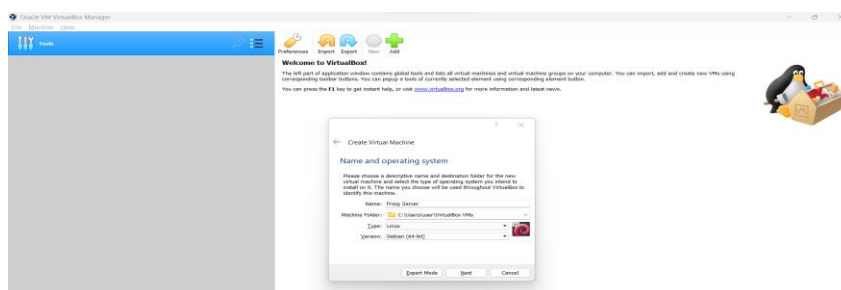 Oracle VM VirtualBox Manager
File Machine Help
Tools
Preferences Import Export New Add
Welcome to VirtualBox!
The left part of application window contains global tools and lists all virtual machines and virtual machine groups on your computer. You can import, add and create new VMs using
corresponding toolbar buttons. You can popup a tools of currently selected element using corresponding element button.
You can press the F1 key to get instant help, or visit www.virtualbox.org for more information and latest news.
? ×
← Create Virtual Machine
Name and operating system
Please choose a descriptive name and destination folder for the new
virtual machine and select the type of operating system you intend to
install on it. The name you choose will be used throughout VirtualBox to
identify this machine.
Name: Proxy Server
Machine Folder: C:\Users\user\VirtualBox VMs
Type: Linux
Version: Debian (64-bit)
Expert Mode Next Cancel